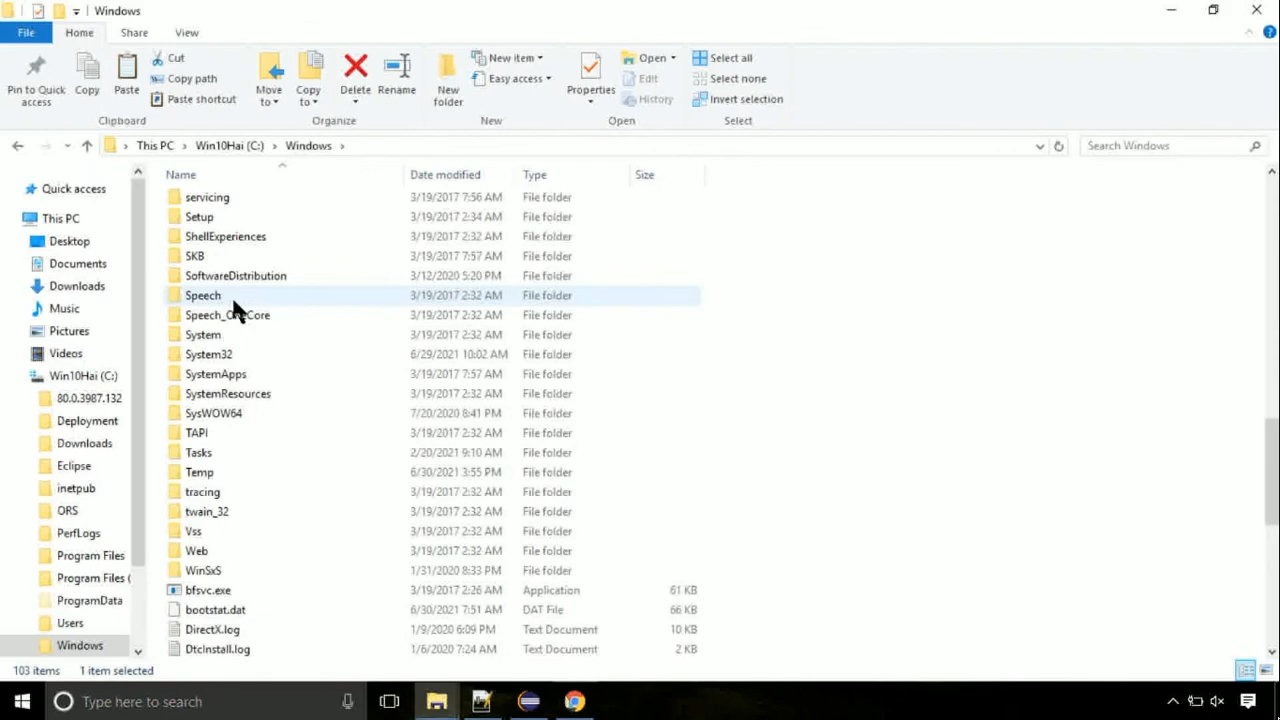 Windows
File Home Share View
Pin to Quick access
Copy
Paste
Cut
Copy path
Paste shortcut
Clipboard
Move to
Copy to
Delete
Rename
Organize
New folder
New item
Easy access
New
Properties
Open
Edit
History
Open
Select all
Select none
Invert selection
Select
This PC > Win10Hai (C:) > Windows >
Search Windows
Quick access
This PC
Desktop
Documents
Downloads
Music
Pictures
Videos
Win10Hai (C:)
80.0.3987.132
Deployment
Downloads
Eclipse
inetpub
ORS
PerfLogs
Program Files
Program Files (
ProgramData
Users
Windows
Name Date modified Type Size
servicing 3/19/2017 7:56 AM File folder
Setup 3/19/2017 2:34 AM File folder
ShellExperiences 3/19/2017 2:32 AM File folder
SKB 3/19/2017 7:57 AM File folder
SoftwareDistribution 3/12/2020 5:20 PM File folder
Speech 3/19/2017 2:32 AM File folder
Speech_OneCore 3/19/2017 2:32 AM File folder
System 3/19/2017 2:32 AM File folder
System32 6/29/2021 10:02 AM File folder
SystemApps 3/19/2017 7:57 AM File folder
SystemResources 3/19/2017 2:32 AM File folder
SysWOW64 7/20/2020 8:41 PM File folder
TAPI 3/19/2017 2:32 AM File folder
Tasks 2/20/2021 9:10 AM File folder
Temp 6/30/2021 3:55 PM File folder
tracing 3/19/2017 2:32 AM File folder
twain_32 3/19/2017 2:32 AM File folder
Vss 3/19/2017 2:32 AM File folder
Web 3/19/2017 2:32 AM File folder
WinSxS 1/31/2020 8:33 PM File folder
bfsvc.exe 3/19/2017 2:26 AM Application 61 KB
bootstat.dat 6/30/2021 7:51 AM DAT File 66 KB
DirectX.log 1/9/2020 6:09 PM Text Document 10 KB
DtcInstall.log 1/6/2020 7:24 AM Text Document 2 KB
103 items 1 item selected
Type here to search